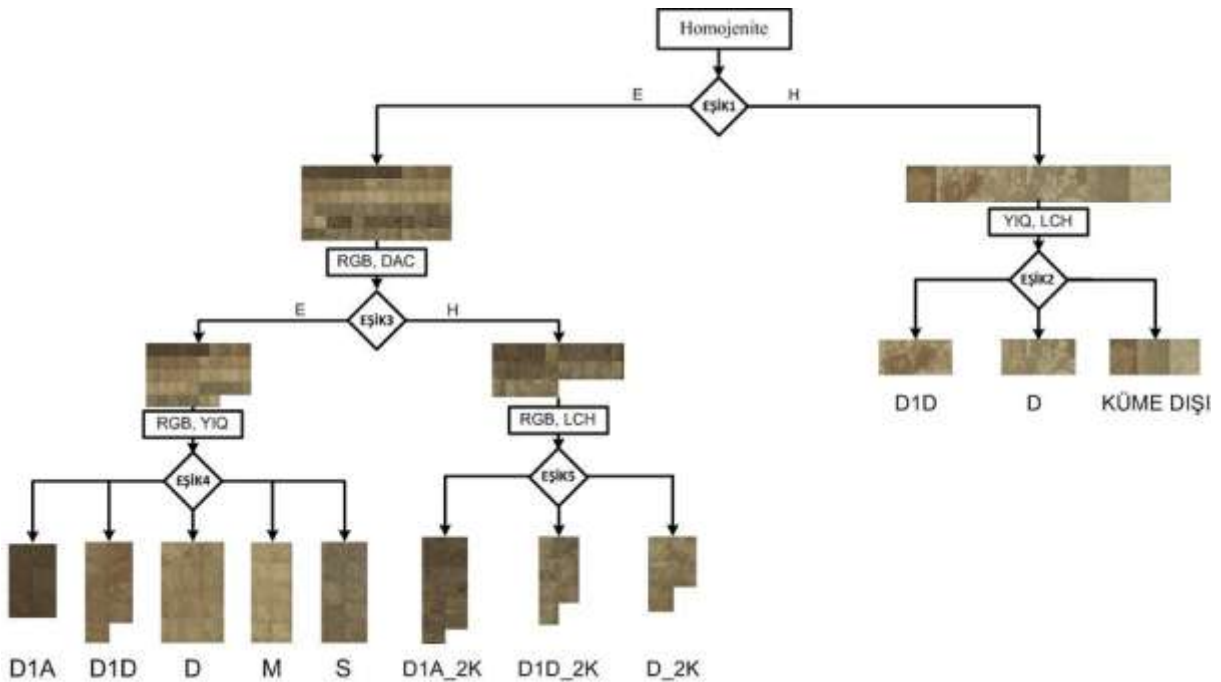 Homojenite
EŞİK1
E
H
RGB, DAC
YIQ, LCH
EŞİK3
E
H
EŞİK2
D1D
D
KÜME DIŞI
RGB, YIQ
RGB, LCH
EŞİK4
EŞİK5
D1A
D1D
D
M
S
D1A_2K
D1D_2K
D_2K